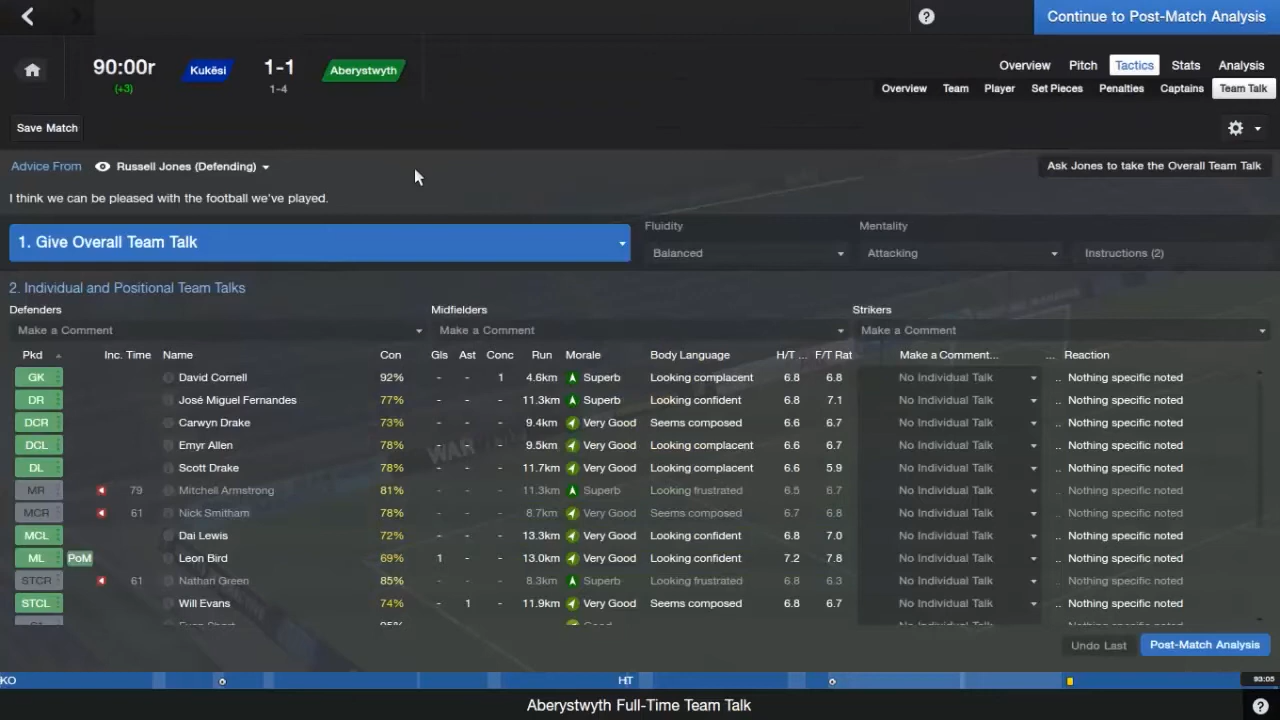 Continue to Post-Match Analysis
90:00r
(+3)
Kukësi
1-1
1-4
Aberystwyth
Overview Pitch Tactics Stats Analysis
Overview Team Player Set Pieces Penalties Captains Team Talk
Save Match
Advice From Russell Jones (Defending)
Ask Jones to take the Overall Team Talk
I think we can be pleased with the football we've played.
1. Give Overall Team Talk
Fluidity Mentality
Balanced Attacking Instructions (2)
2. Individual and Positional Team Talks
Defenders Midfielders Strikers
Make a Comment Make a Comment Make a Comment
Pkd Inc. Time Name Con Gls Ast Conc Run Morale Body Language H/T ... F/T Rat Make a Comment... ... Reaction
GK David Cornell 92% - - 1 4.6km Superb Looking complacent 6.8 6.8 No Individual Talk .. Nothing specific noted
DR José Miguel Fernandes 77% - - - 11.3km Superb Looking confident 6.8 7.1 No Individual Talk .. Nothing specific noted
DCR Carwyn Drake 73% - - - 9.4km Very Good Seems composed 6.6 6.7 No Individual Talk .. Nothing specific noted
DCL Emyr Allen 78% - - - 9.5km Very Good Looking complacent 6.6 6.7 No Individual Talk .. Nothing specific noted
DL Scott Drake 78% - - - 11.7km Very Good Looking complacent 6.6 5.9 No Individual Talk .. Nothing specific noted
MR 79 Mitchell Armstrong 81% - - - 11.3km Superb Looking frustrated 6.5 6.7 No Individual Talk .. Nothing specific noted
MCR 61 Nick Smitham 78% - - - 8.7km Very Good Seems composed 6.7 6.8 No Individual Talk .. Nothing specific noted
MCL Dai Lewis 72% - - - 13.3km Very Good Looking confident 6.8 7.0 No Individual Talk .. Nothing specific noted
ML PoM Leon Bird 69% 1 - - 13.0km Very Good Looking confident 7.2 7.8 No Individual Talk .. Nothing specific noted
STCR 61 Nathan Green 85% - - - 8.3km Superb Looking frustrated 6.8 6.3 No Individual Talk .. Nothing specific noted
STCL Will Evans 74% - 1 - 11.9km Very Good Seems composed 6.8 6.7 No Individual Talk .. Nothing specific noted
Undo Last Post-Match Analysis
KO HT 93:05
Aberystwyth Full-Time Team Talk